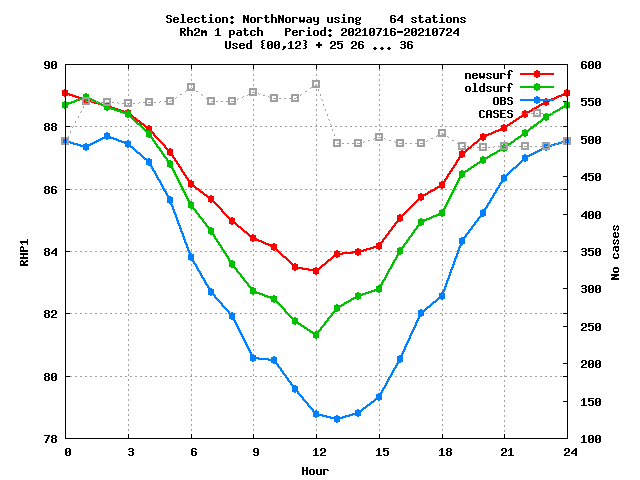 Selection: NorthNorway using    64 stations
Rh2m 1 patch   Period: 20210716-20210724
Used {00,12} + 25 26 ... 36
90
88
86
84
82
80
78
600
550
500
450
400
350
300
250
200
150
100
newsurf
oldsurf
OBS
CASES
RHP1
No cases
0 3 6 9 12 15 18 21 24
Hour